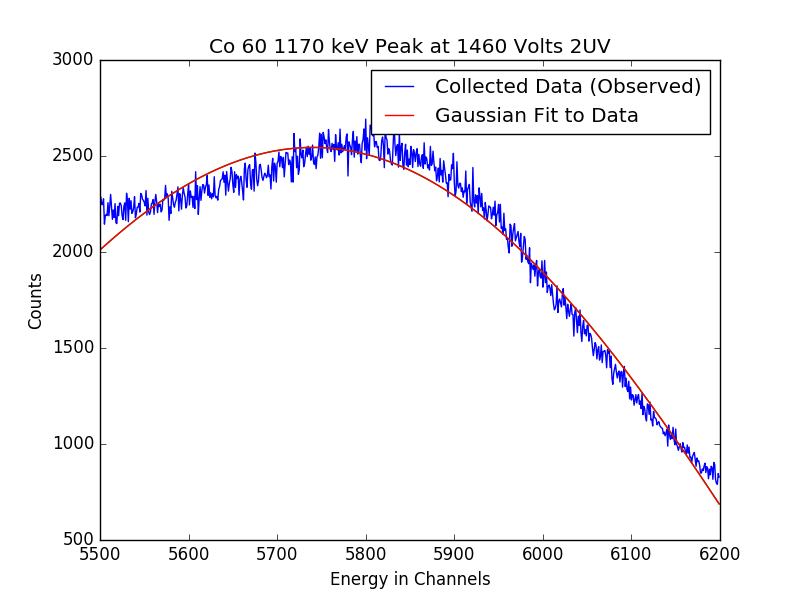 Co 60 1170 keV Peak at 1460 Volts 2UV
Collected Data (Observed)
Gaussian Fit to Data
3000
2500
2000
1500
1000
500
Counts
5500 5600 5700 5800 5900 6000 6100 6200
Energy in Channels